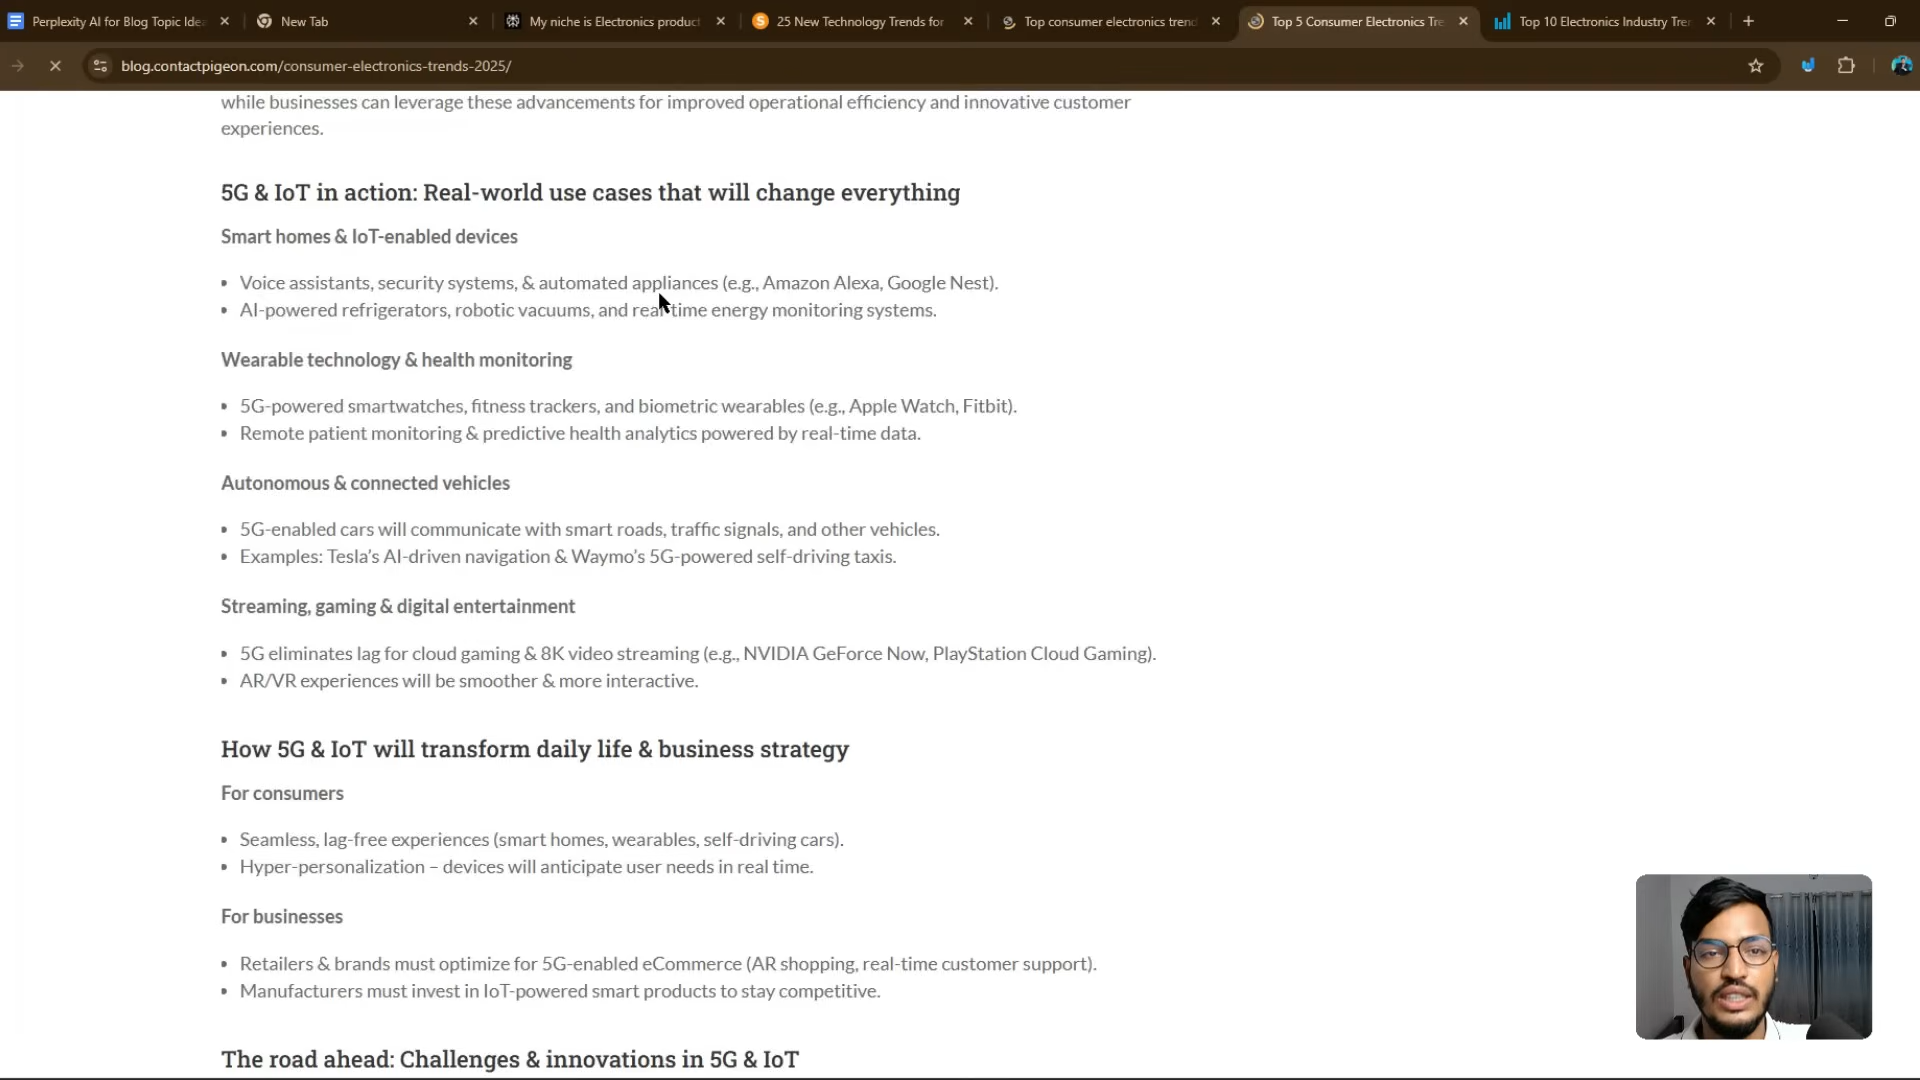 Perplexity AI for Blog Topic Ide
New Tab
My niche is Electronics product
25 New Technology Trends for
Top consumer electronics trend
Top 5 Consumer Electronics Tre
Top 10 Electronics Industry Tre
blog.contactpigeon.com/consumer-electronics-trends-2025/
while businesses can leverage these advancements for improved operational efficiency and innovative customer
experiences.
5G & IoT in action: Real-world use cases that will change everything
Smart homes & IoT-enabled devices
• Voice assistants, security systems, & automated appliances (e.g., Amazon Alexa, Google Nest).
• AI-powered refrigerators, robotic vacuums, and real-time energy monitoring systems.
Wearable technology & health monitoring
• 5G-powered smartwatches, fitness trackers, and biometric wearables (e.g., Apple Watch, Fitbit).
• Remote patient monitoring & predictive health analytics powered by real-time data.
Autonomous & connected vehicles
• 5G-enabled cars will communicate with smart roads, traffic signals, and other vehicles.
• Examples: Tesla's AI-driven navigation & Waymo's 5G-powered self-driving taxis.
Streaming, gaming & digital entertainment
• 5G eliminates lag for cloud gaming & 8K video streaming (e.g., NVIDIA GeForce Now, PlayStation Cloud Gaming).
• AR/VR experiences will be smoother & more interactive.
How 5G & IoT will transform daily life & business strategy
For consumers
• Seamless, lag-free experiences (smart homes, wearables, self-driving cars).
• Hyper-personalization – devices will anticipate user needs in real time.
For businesses
• Retailers & brands must optimize for 5G-enabled eCommerce (AR shopping, real-time customer support).
• Manufacturers must invest in IoT-powered smart products to stay competitive.
The road ahead: Challenges & innovations in 5G & IoT